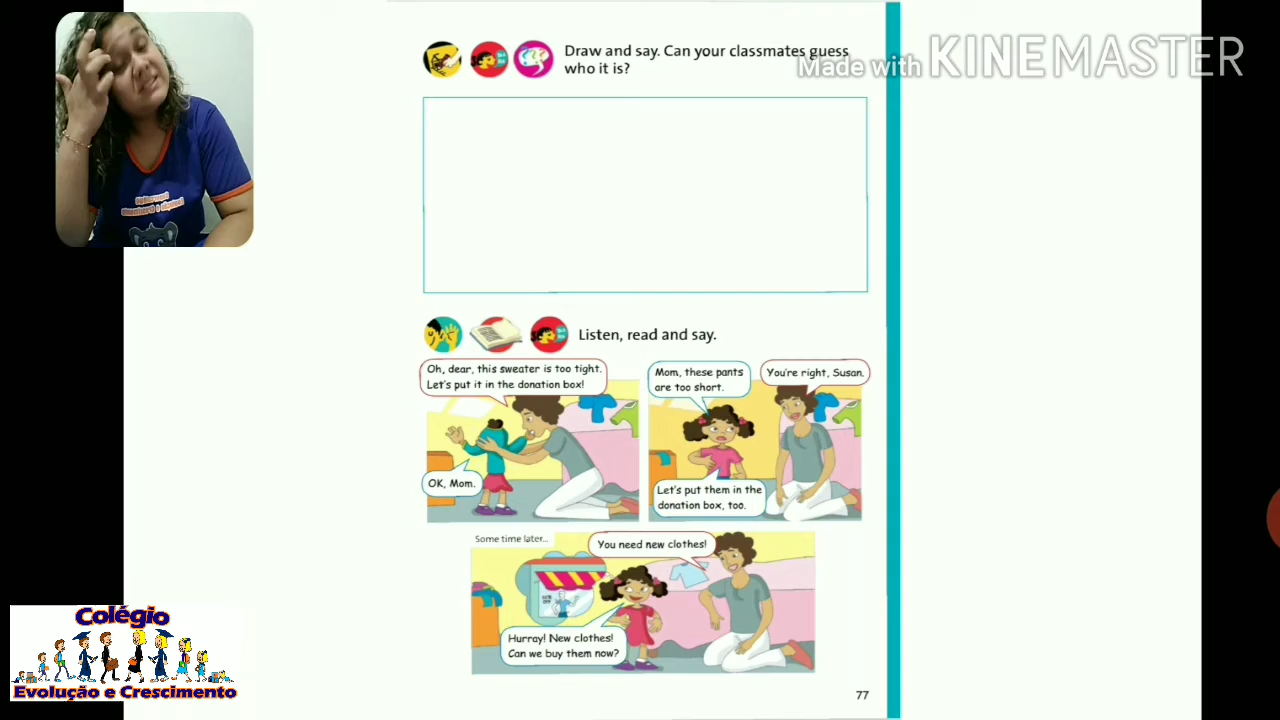 Draw and say. Can your classmates guess
who it is?
Made with KINEMASTER
Listen, read and say.
Oh, dear, this sweater is too tight.
Let's put it in the donation box!
OK, Mom.
Mom, these pants
are too short.
You're right, Susan.
Let's put them in the
donation box, too.
Some time later...
You need new clothes!
Hurray! New clothes!
Can we buy them now?
77
Colégio
Evolução e Crescimento